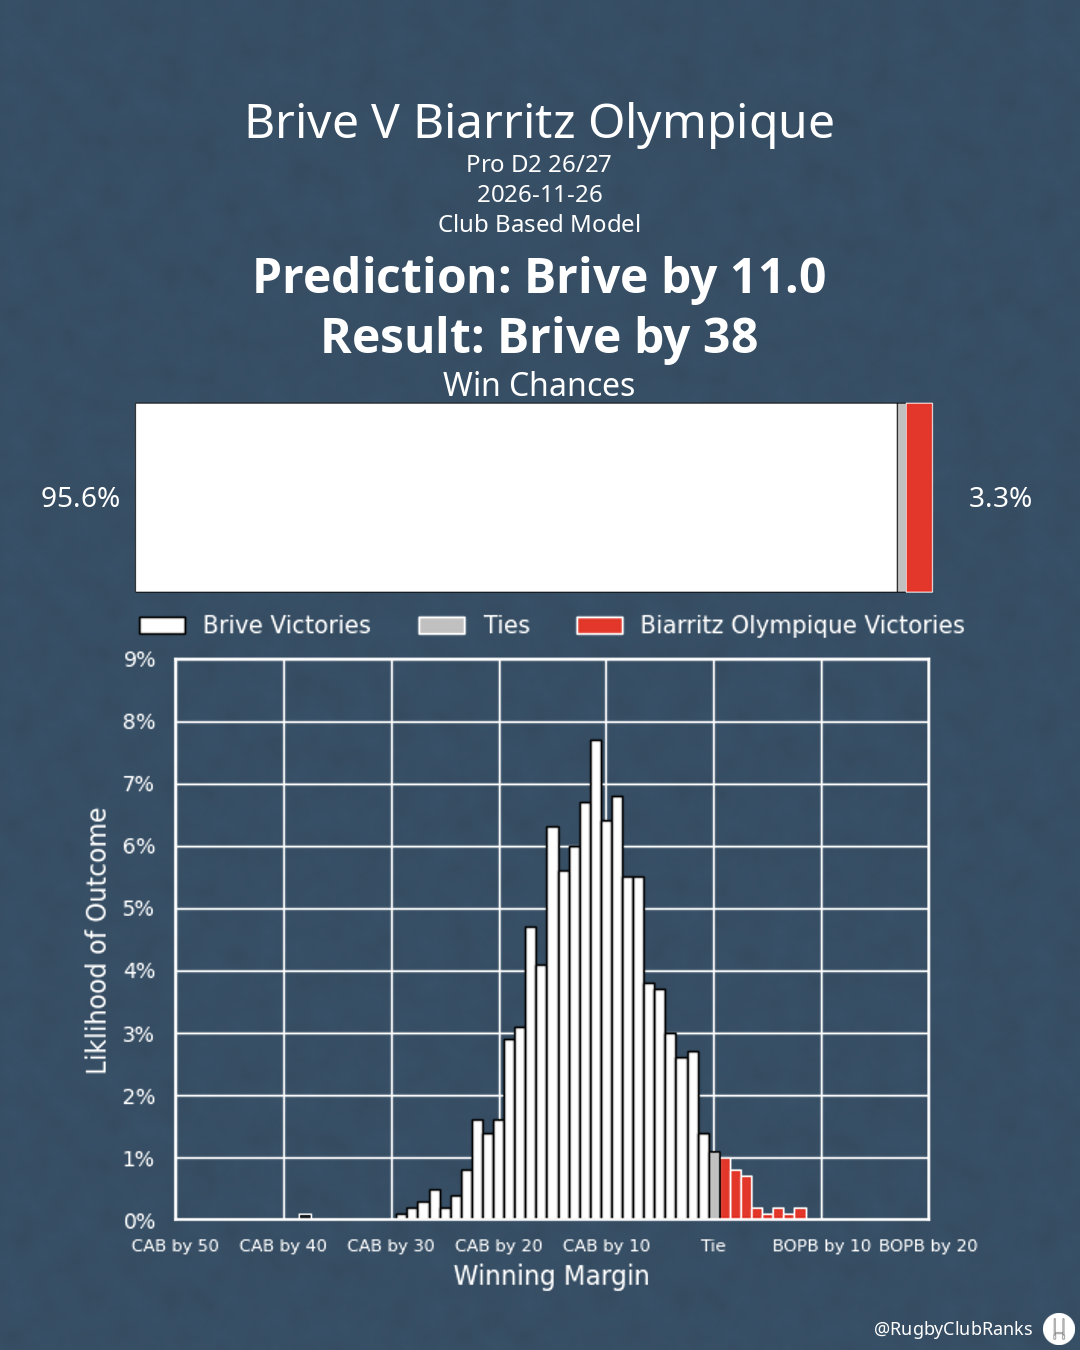 Brive V Biarritz Olympique
Pro D2 26/27
2026-11-26
Club Based Model
Prediction: Brive by 11.0
Result: Brive by 38
Win Chances
95.6%
3.3%
Brive Victories
Ties
Biarritz Olympique Victories
9%
8%
7%
6%
5%
4%
3%
2%
1%
0%
Liklihood of Outcome
CAB by 50
CAB by 40
CAB by 30
CAB by 20
CAB by 10
Tie
BOPB by 10
BOPB by 20
Winning Margin
@RugbyClubRanks